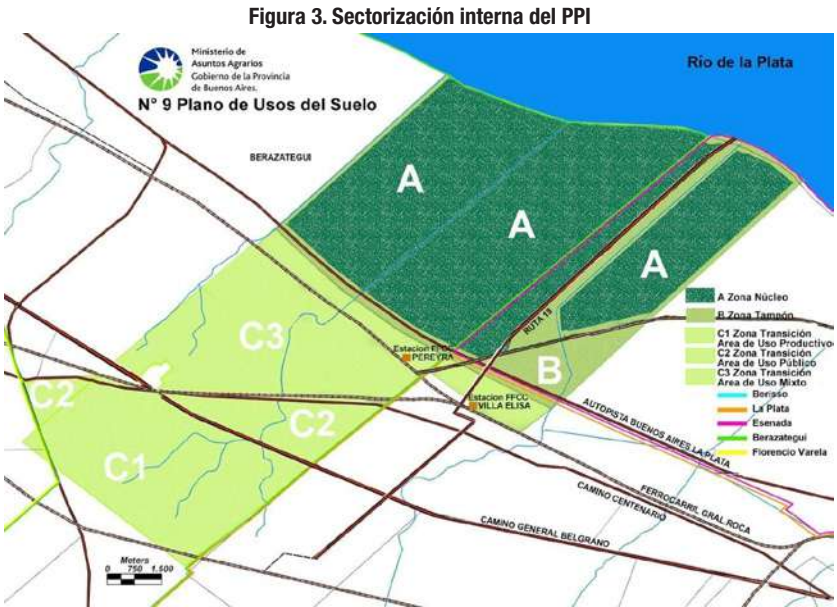 Figura 3. Sectorización interna del PPI
Ministerio de
Asuntos Agrarios
Gobierno de la Provincia
de Buenos Aires.
N° 9 Plano de Usos del Suelo
Río de la Plata
BERAZATEGUI
A
A
A
RUTA 19
C3
Estacion FFCC
PEREYRA
B
Estacion FFCC
VILLA ELISA
C2
C2
C1
AUTOPISTA BUENOS AIRES LA PLATA
FERROCARRIL GRAL.ROCA
CAMINO CENTENARIO
CAMINO GENERAL BELGRANO
A Zona Núcleo
B Zona Tampón
C1 Zona Transición
Area de Uso Productivo
C2 Zona Transición
Area de Uso Público
C3 Zona Transición
Area de Uso Mixto
Berisso
La Plata
Esenada
Berazategui
Florencio Varela
Meters
0 750 1.500